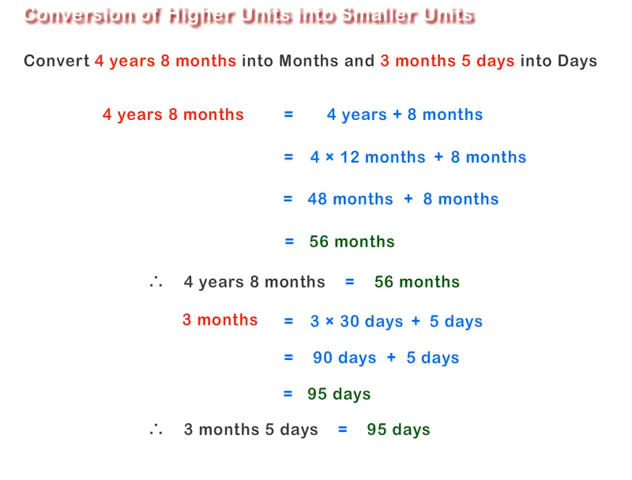 Conversion of Higher Units into Smaller Units
Convert 4 years 8 months into Months and 3 months 5 days into Days
4 years 8 months = 4 years + 8 months
= 4 × 12 months + 8 months
= 48 months + 8 months
= 56 months
∴ 4 years 8 months = 56 months
3 months = 3 × 30 days + 5 days
= 90 days + 5 days
= 95 days
∴ 3 months 5 days = 95 days